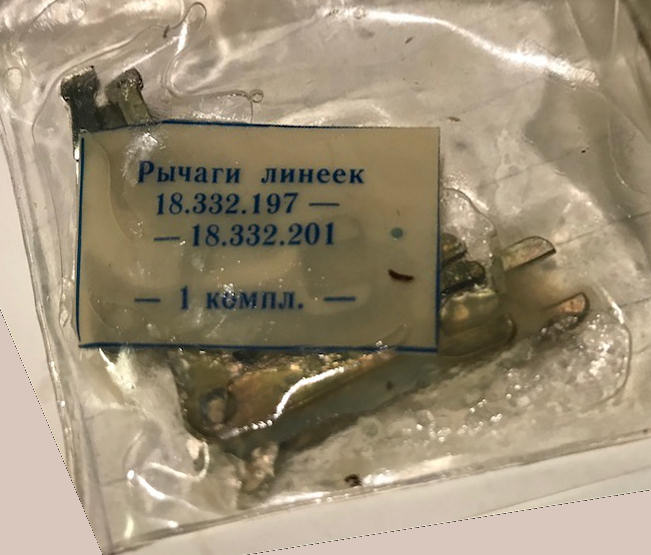 Рычаги линеек
18.332.197 —
— 18.332.201
— 1 компл. —